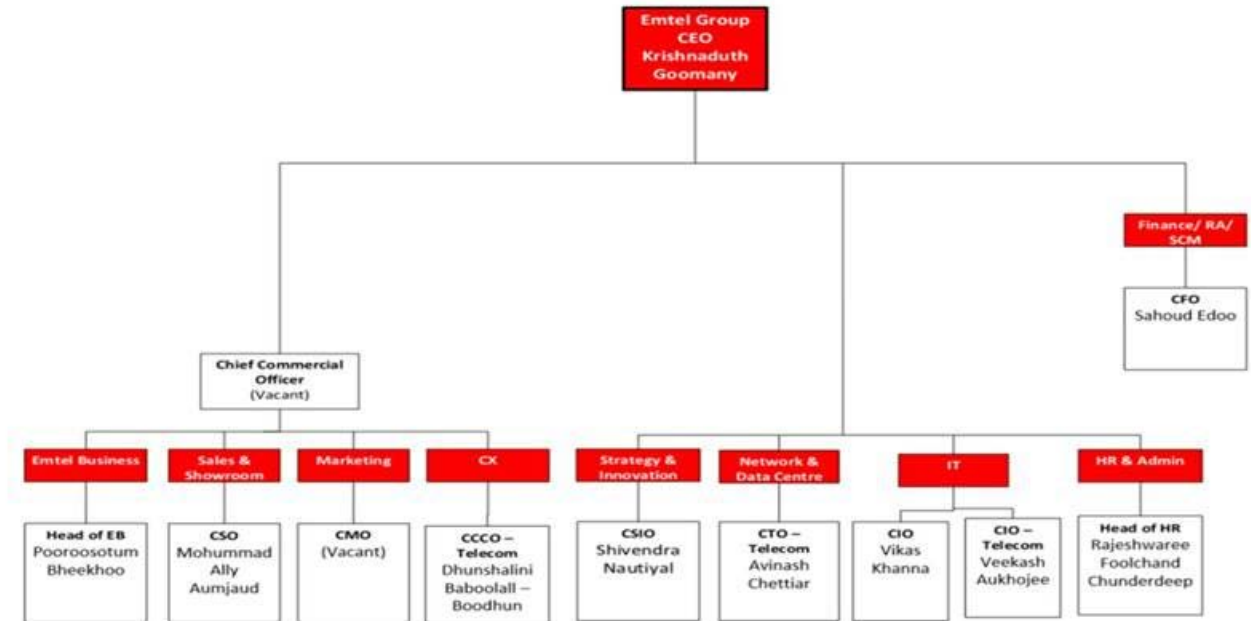 Emtel Group
CEO
Krishnaduth
Goomany
Finance/ RA/
SCM
CFO
Sahoud Edoo
Chief Commercial
Officer
(Vacant)
Emtel Business
Sales &
Showroom
Marketing
CX
Strategy &
Innovation
Network &
Data Centre
IT
HR & Admin
Head of EB
Pooroosotum
Bheekhoo
CSO
Mohummad
Ally
Aumjaud
CMO
(Vacant)
CCCO –
Telecom
Dhunshalini
Baboolall –
Boodhun
CSIO
Shivendra
Nautiyal
CTO –
Telecom
Avinash
Chettiar
CIO
Vikas
Khanna
CIO –
Telecom
Veekash
Aukhojee
Head of HR
Rajeshwaree
Foolchand
Chunderdeep